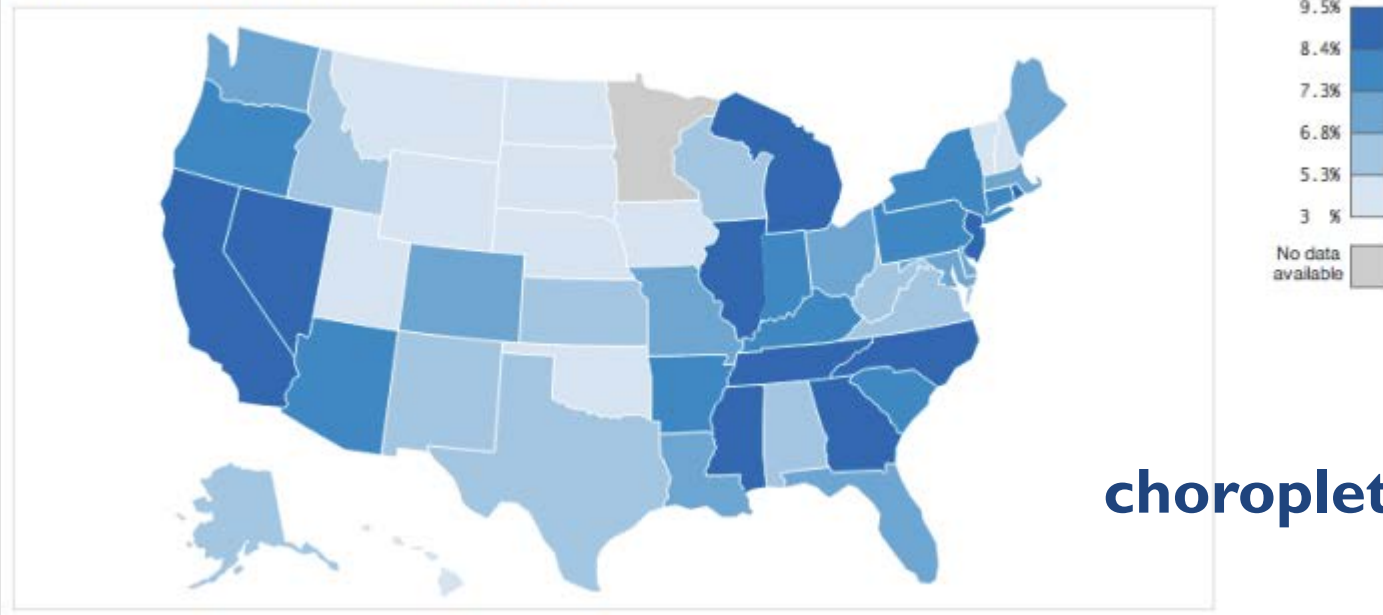 9.5%
8.4%
7.3%
6.8%
5.3%
3 %
No data
available
choroplet